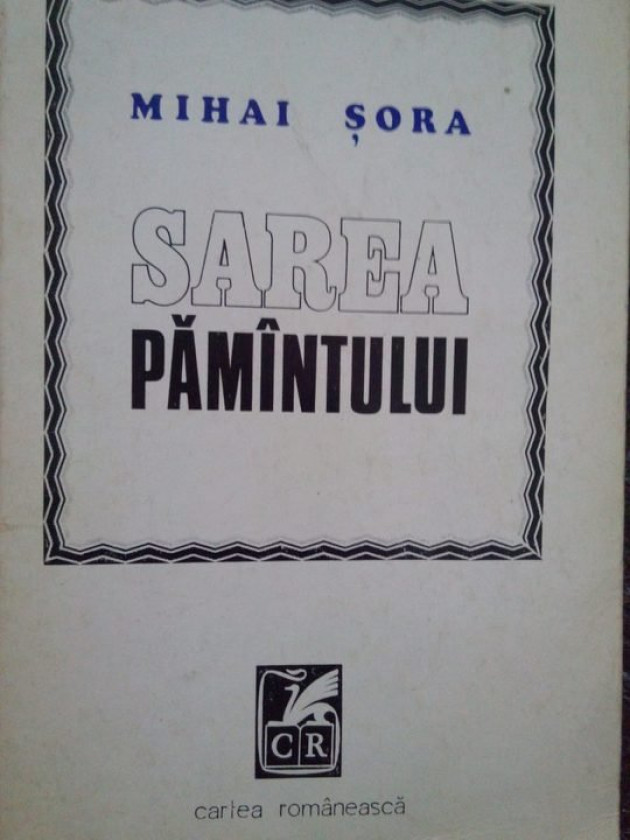 MIHAI ȘORA
SAREA
PĂMÎNTULUI
CR
cartea românească